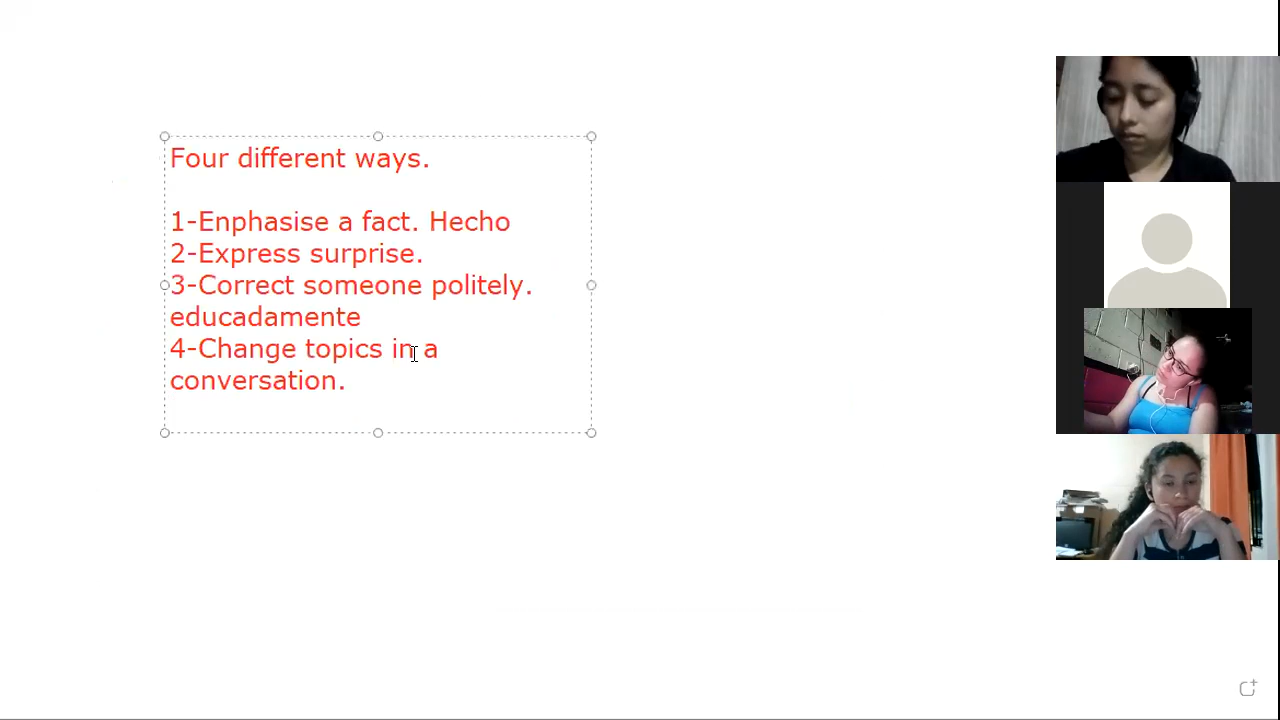 Four different ways.
1-Enphasise a fact. Hecho
2-Express surprise.
3-Correct someone politely.
educadamente
4-Change topics in a
conversation.